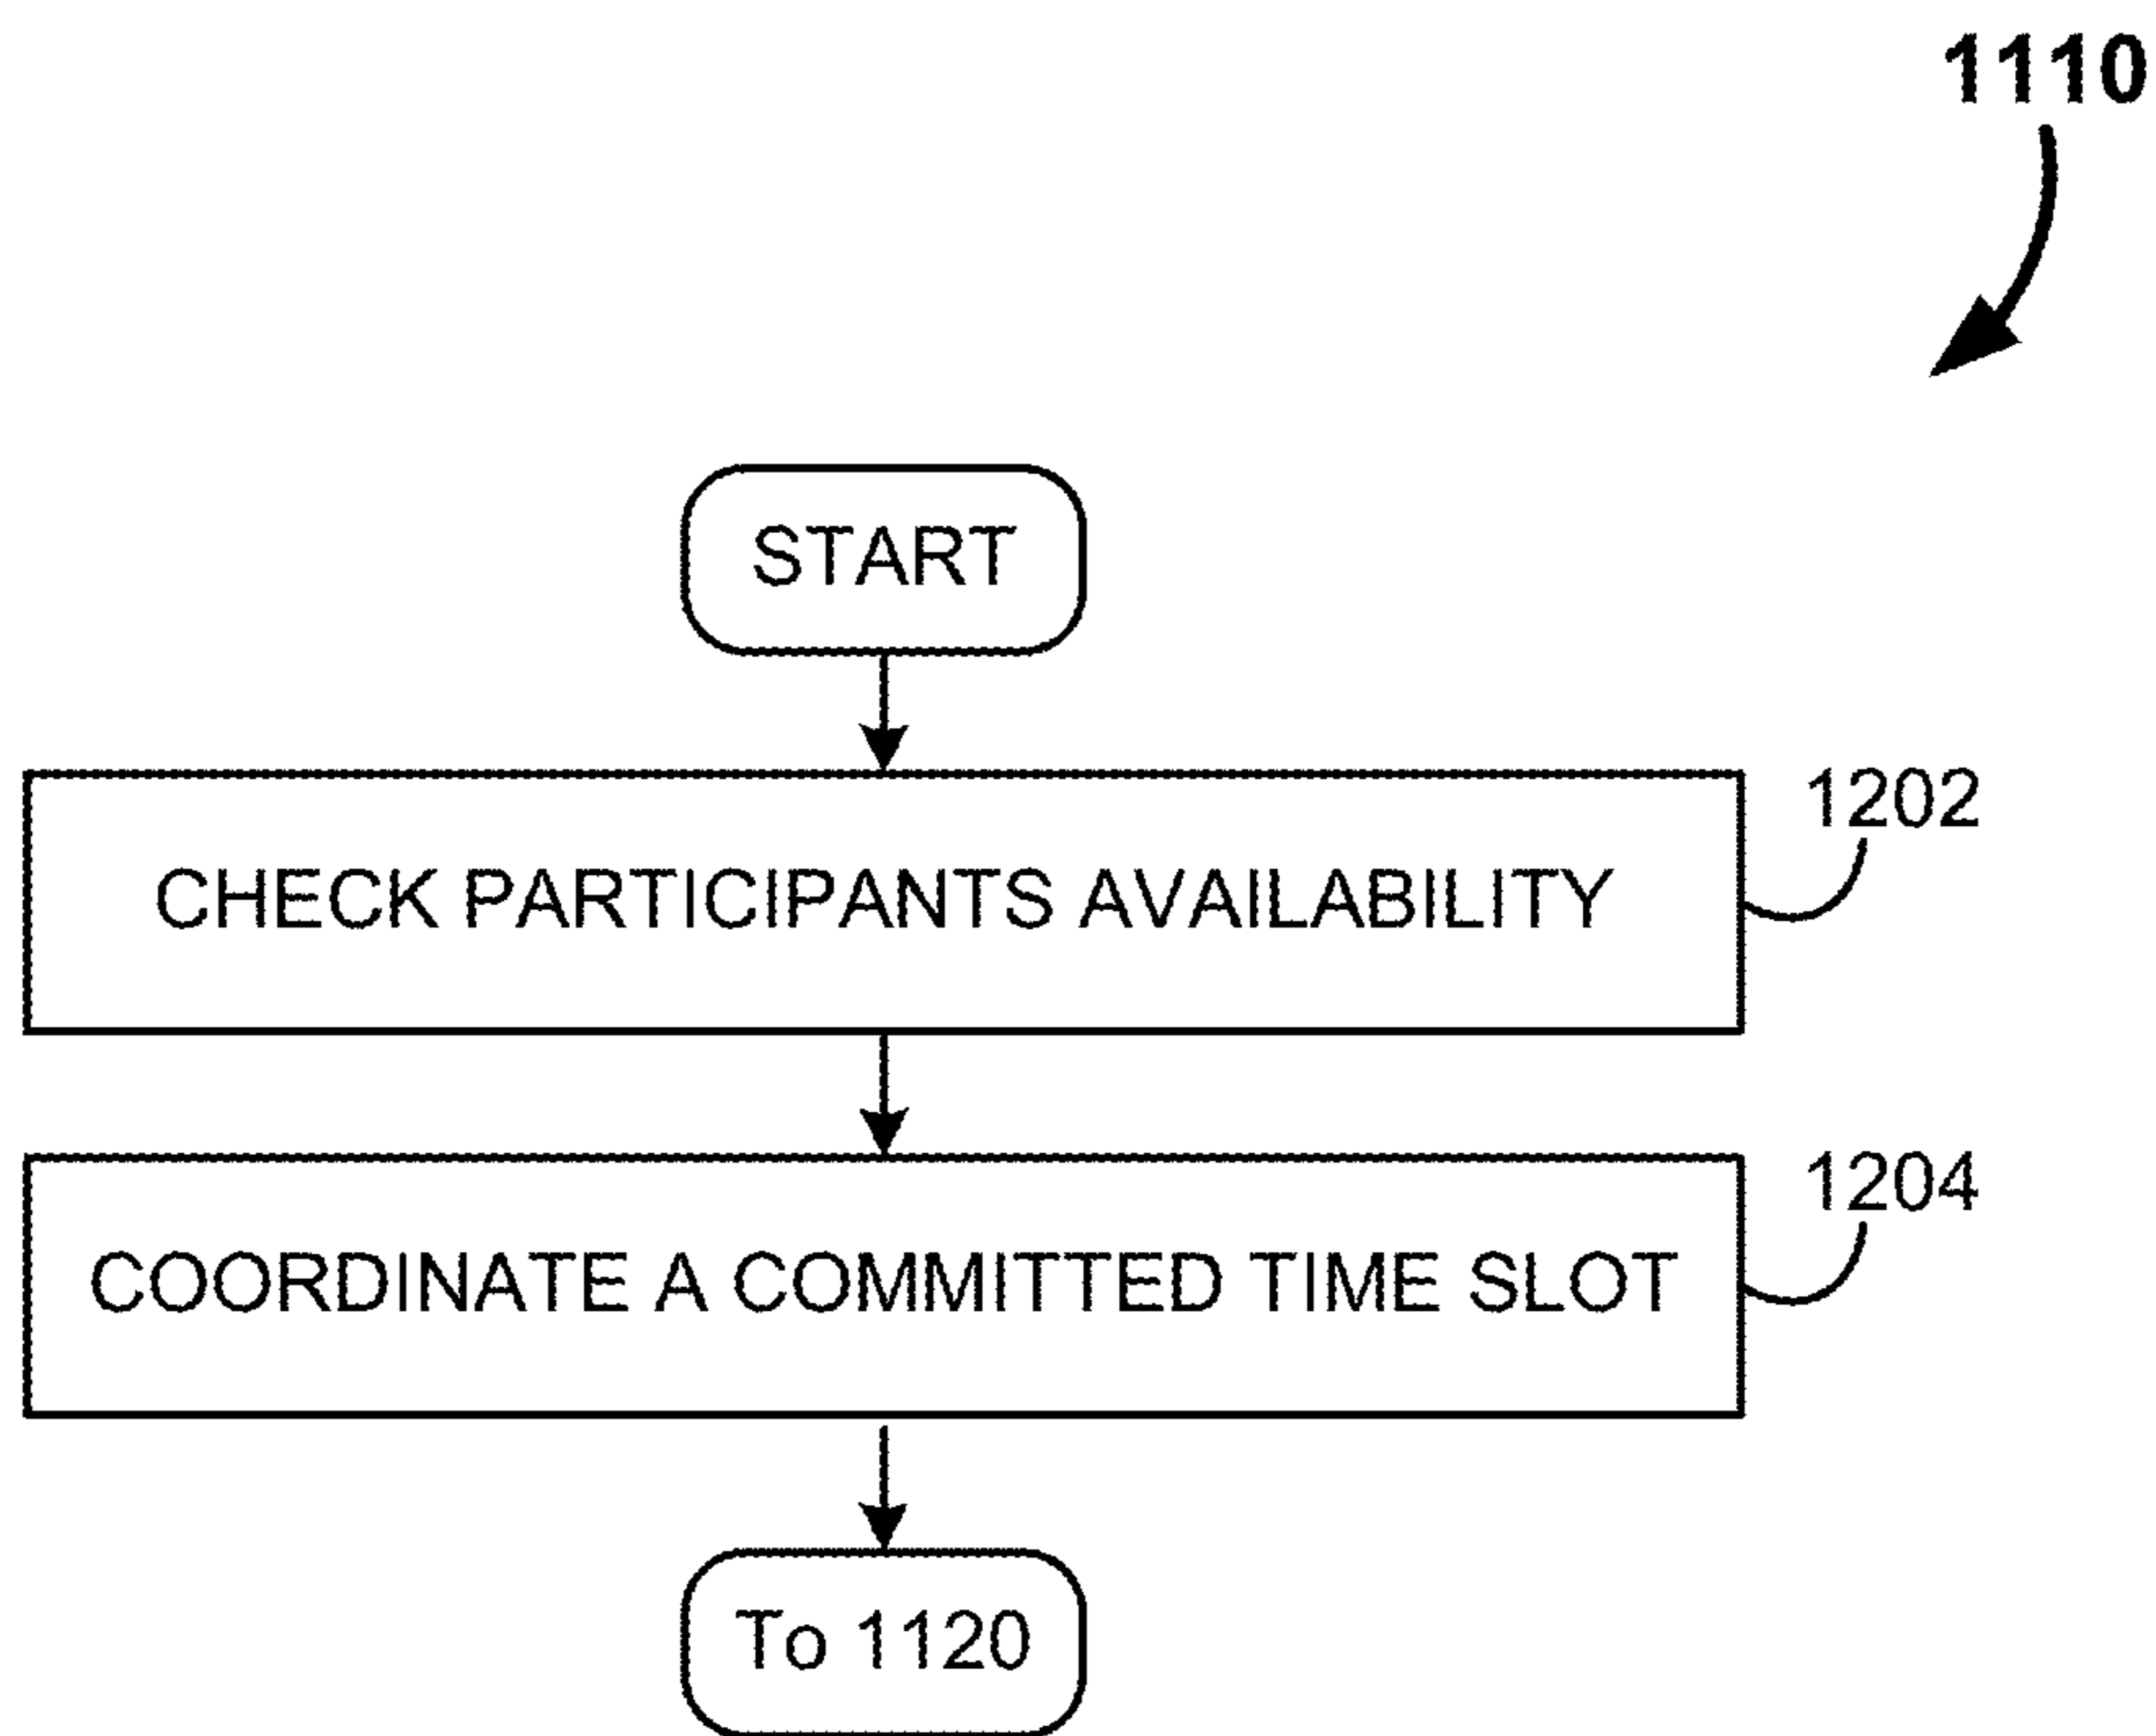 1110
START
CHECK PARTICIPANTS AVAILABILITY
1202
COORDINATE A COMMITTED TIME SLOT
1204
To 1120